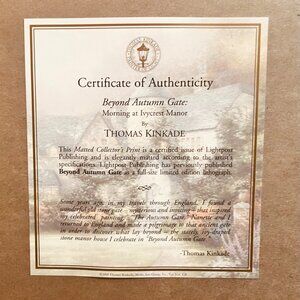 Certificate of Authenticity
Beyond Autumn Gate:
Morning at Ivycrest Manor
By
THOMAS KINKADE
This Matted Collector's Print is a certified issue of Lightpost
Publishing and is elegantly matted according to the artist's
specifications. Lightpost Publishing has previously published
Beyond Autumn Gate as a full-size limited edition lithograph.
Some years ago, in my travels through England, I found a
wonderful old stone gate - mysterious and inviting - that inspired
my celebrated painting, "The Autumn Gate." Nanette and I
returned to England and made a pilgrimage to that ancient gate
in order to discover what lay beyond - the stately, ivy-draped
stone manor house I celebrate in "Beyond Autumn Gate."
-Thomas Kinkade